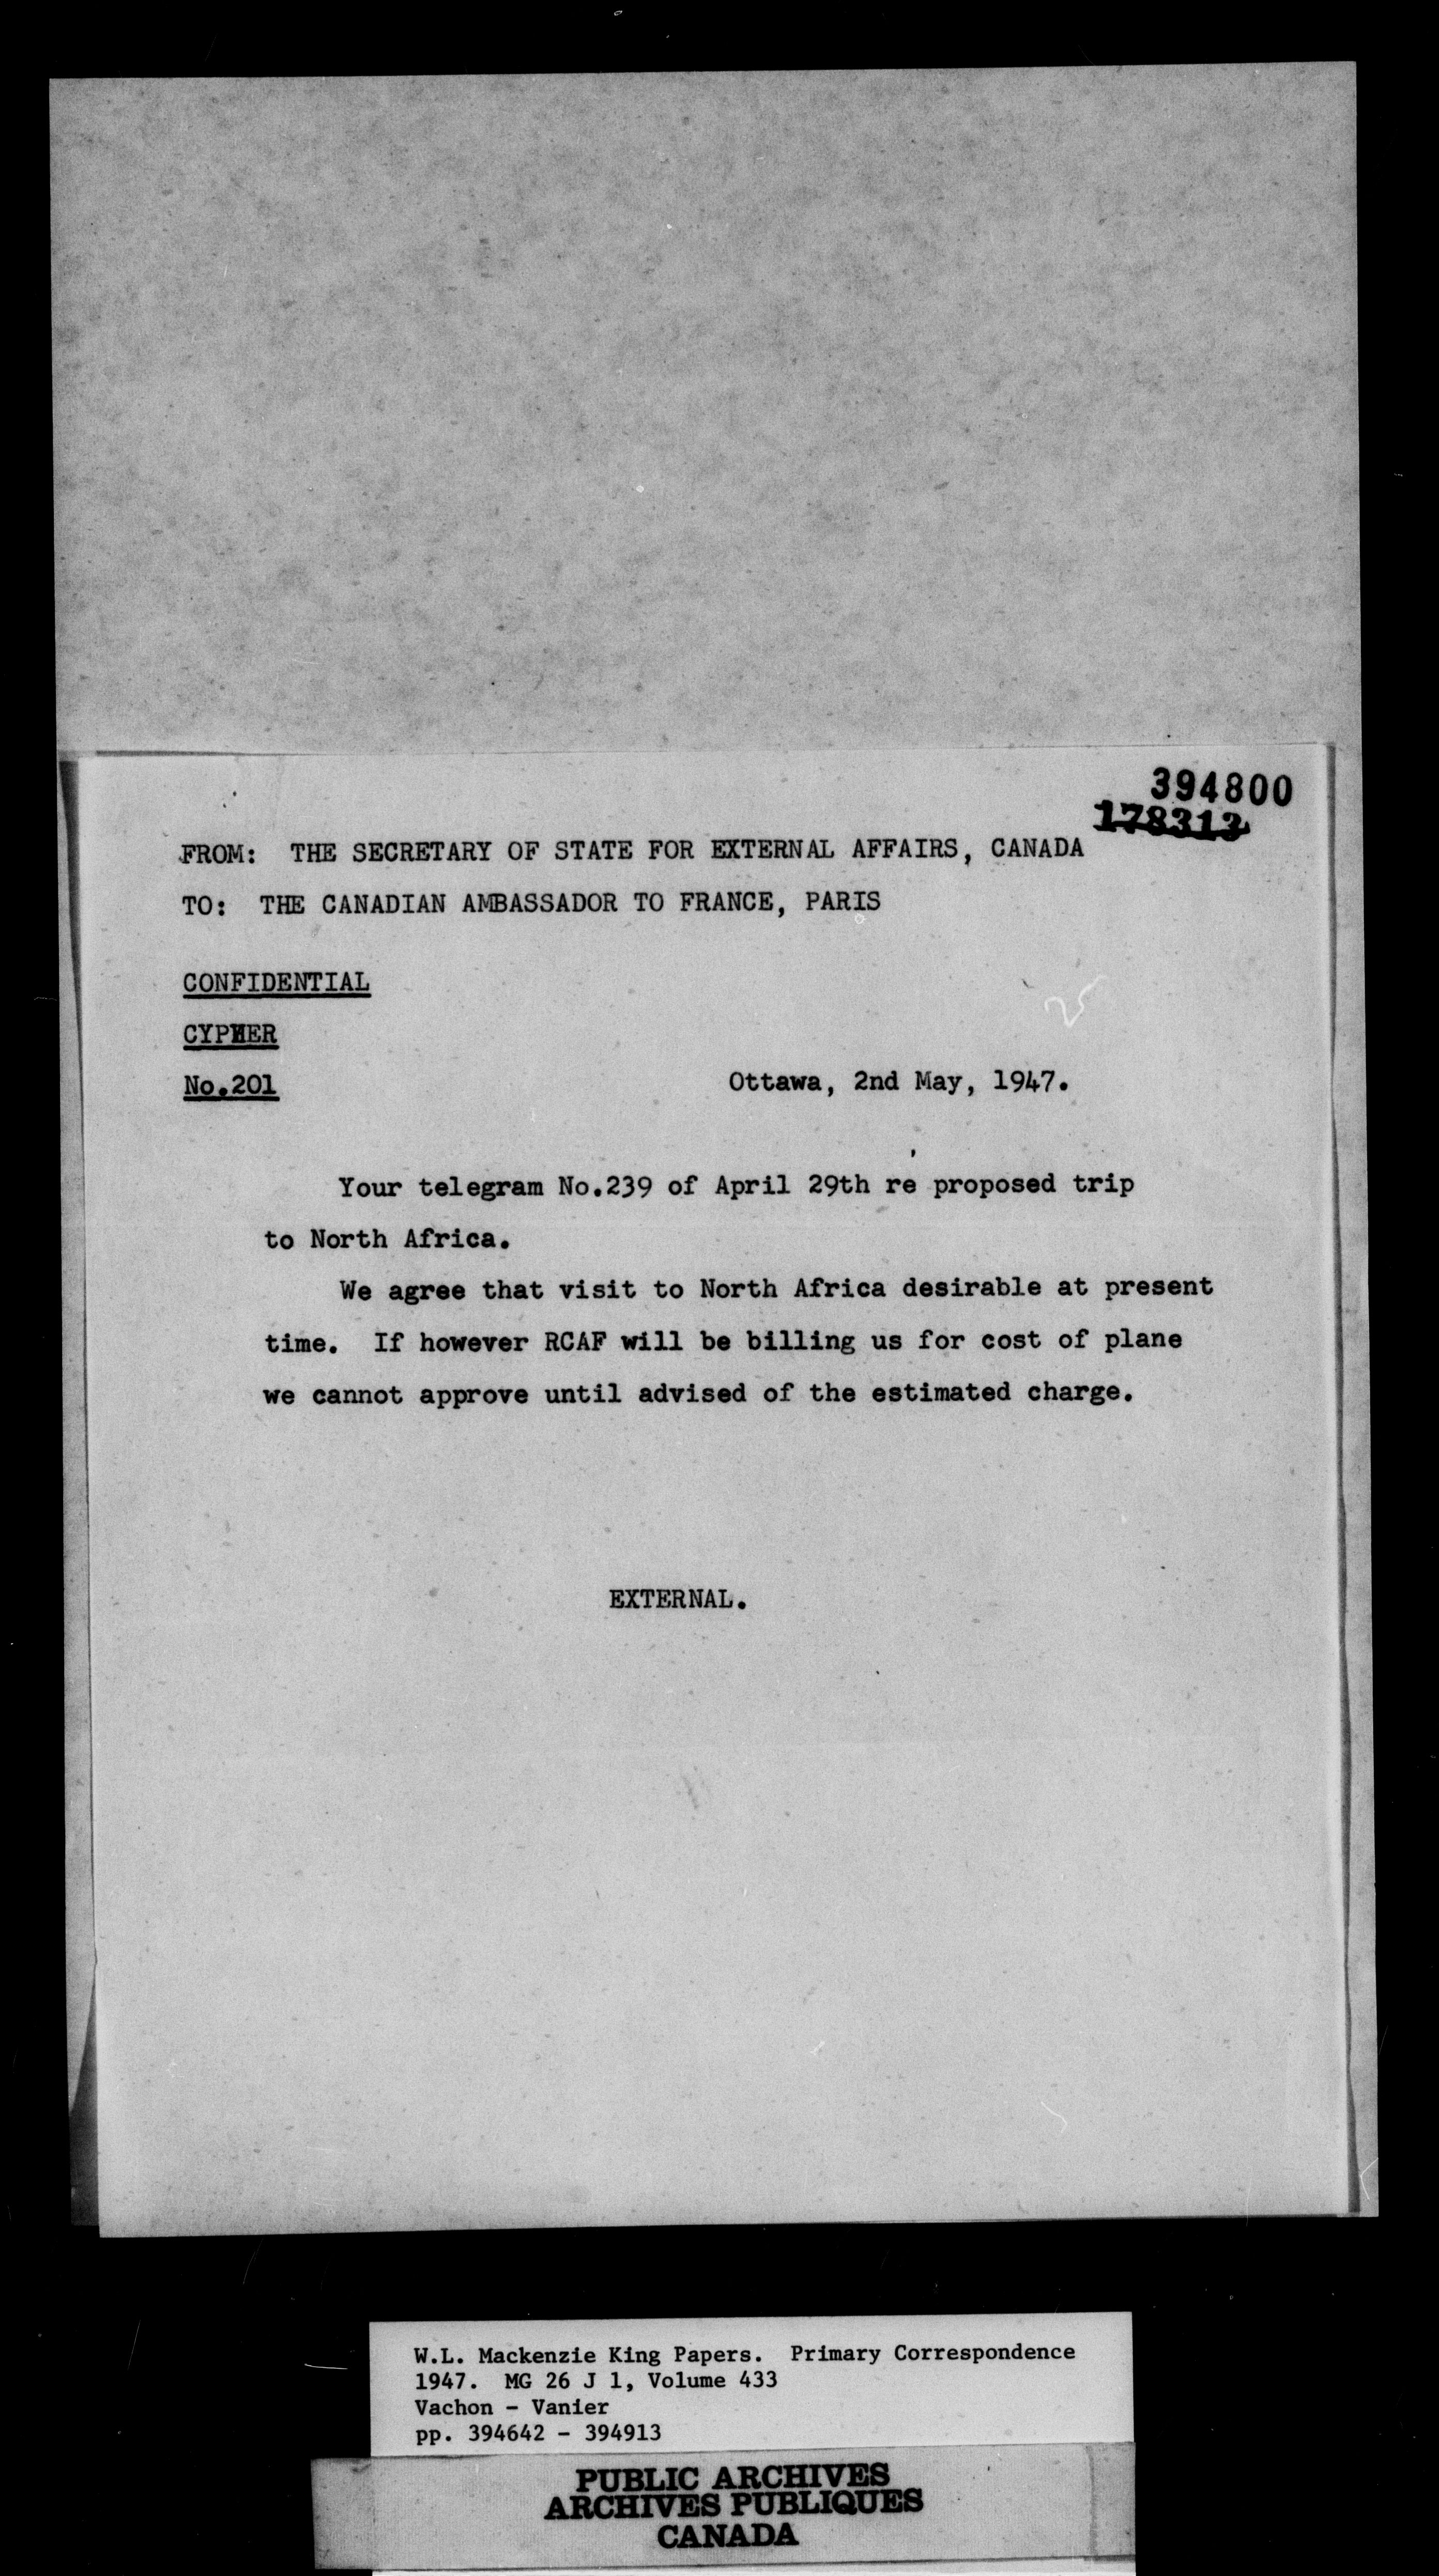 394800
178313
FROM: THE SECRETARY OF STATE FOR EXTERNAL AFFAIRS, CANADA
TO: THE CANADIAN AMBASSADOR TO FRANCE, PARIS
CONFIDENTIAL
CYPHER
No.201
Ottawa, 2nd May, 1947.
Your telegram No.239 of April 29th re proposed trip
to North Africa.
We agree that visit to North Africa desirable at present
time. If however RCAF will be billing us for cost of plane
we cannot approve until advised of the estimated charge.
EXTERNAL.
W.L. Mackenzie King Papers. Primary Correspondence
1947. MG 26 J 1, Volume 433
Vachon - Vanier
pp. 394642 - 394913
PUBLIC ARCHIVES
ARCHIVES PUBLIQUES
CANADA